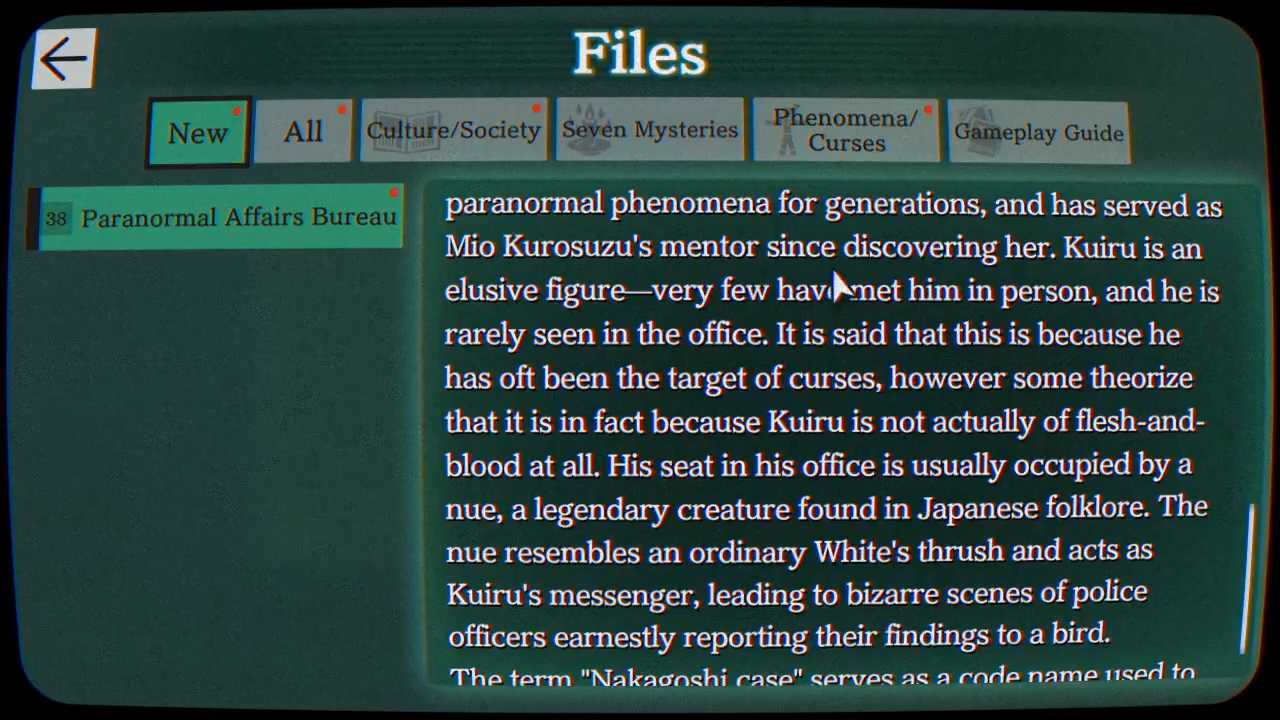 Files
New
All
Culture/Society
Seven Mysteries
Phenomena/
Curses
Gameplay Guide
38 Paranormal Affairs Bureau
paranormal phenomena for generations, and has served as
Mio Kurosuzu's mentor since discovering her. Kuiru is an
elusive figure—very few have met him in person, and he is
rarely seen in the office. It is said that this is because he
has oft been the target of curses, however some theorize
that it is in fact because Kuiru is not actually of flesh-and-
blood at all. His seat in his office is usually occupied by a
nue, a legendary creature found in Japanese folklore. The
nue resembles an ordinary White's thrush and acts as
Kuiru's messenger, leading to bizarre scenes of police
officers earnestly reporting their findings to a bird.
The term "Nakagoshi case" serves as a code name used to